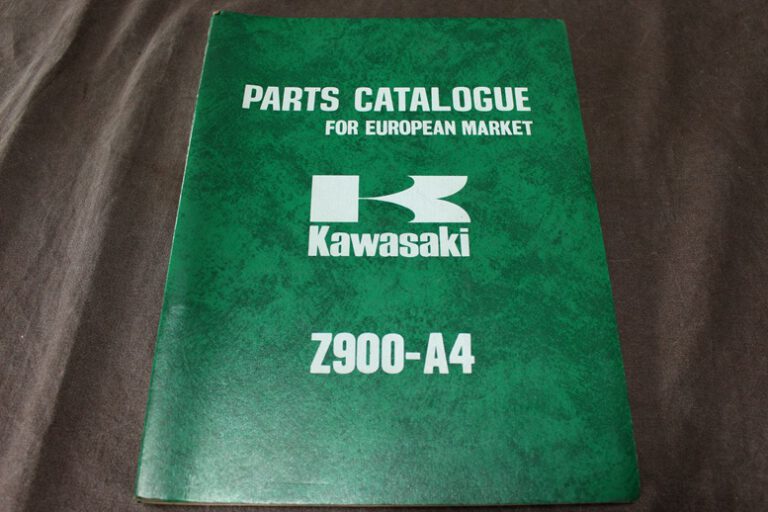 PARTS CATALOGUE
FOR EUROPEAN MARKET
Kawasaki
Z900-A4